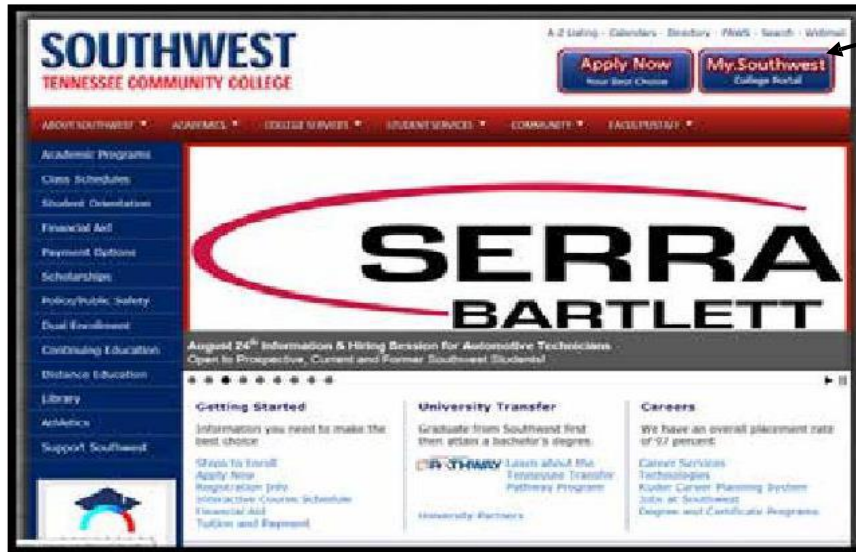 A-Z Listing - Calendars - Directory - PAWS - Search - Webmail
SOUTHWEST
TENNESSEE COMMUNITY COLLEGE
Apply Now
Your Best Choice
My.Southwest
College Portal
ABOUT SOUTHWEST
ACADEMICS
COLLEGE SERVICES
STUDENT SERVICES
COMMUNITY
FACULTY/STAFF
Academic Programs
Class Schedules
Student Orientation
Financial Aid
Payment Options
Scholarships
Police/Public Safety
Dual Enrollment
Continuing Education
Distance Education
Library
Athletics
Support Southwest
SERRA
BARTLETT
August 24th Information & Hiring Session for Automotive Technicians
Open to Prospective, Current and Former Southwest Students!
Getting Started
Information you need to make the
best choice
Steps to Enroll
Apply Now
Registration Info
Interactive Course Schedule
Financial Aid
Tuition and Payment
University Transfer
Graduate from Southwest first
then attain a bachelor's degree.
Learn about the
Tennessee Transfer
Pathway Program
University Partners
Careers
We have an overall placement rate
of 97 percent
Career Services
Technologies
Kuder Career Planning System
Jobs at Southwest
Degree and Certificate Programs